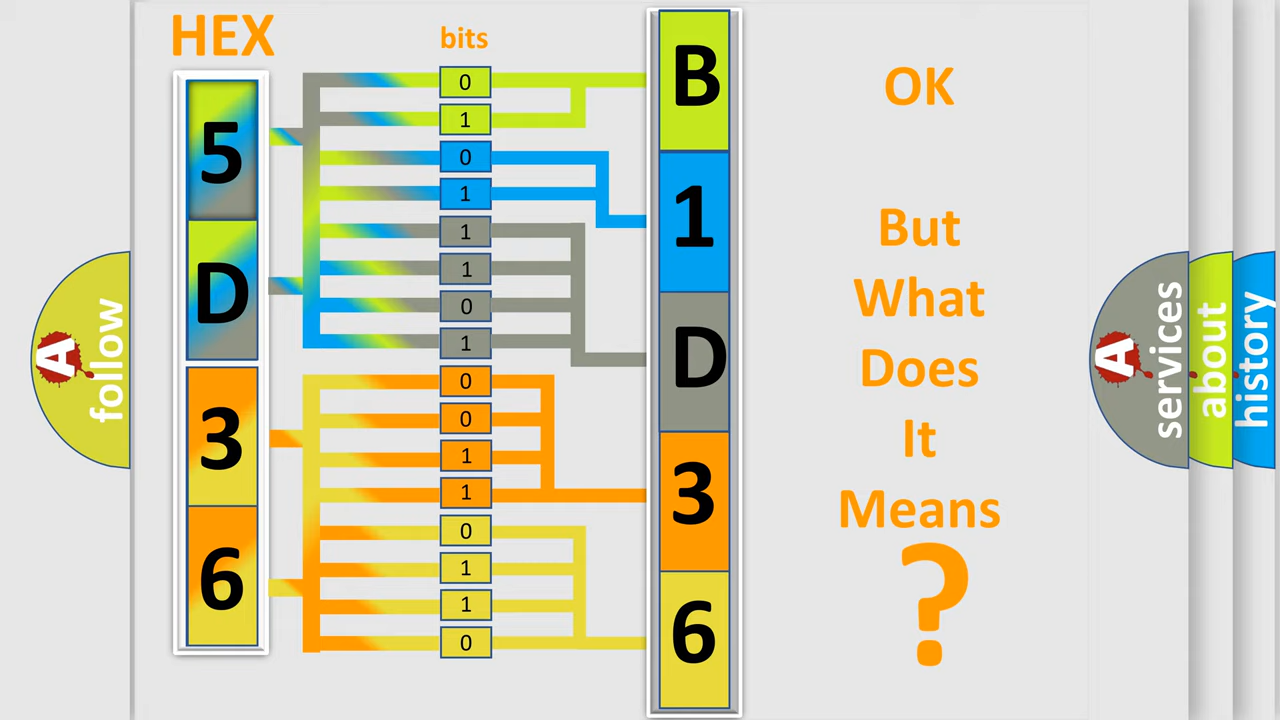 HEX
bits
5
D
3
6
0
1
0
1
1
1
0
1
0
0
1
1
0
1
1
0
B
1
D
3
6
OK
But
What
Does
It
Means
?
A
follow
A
services
about
history